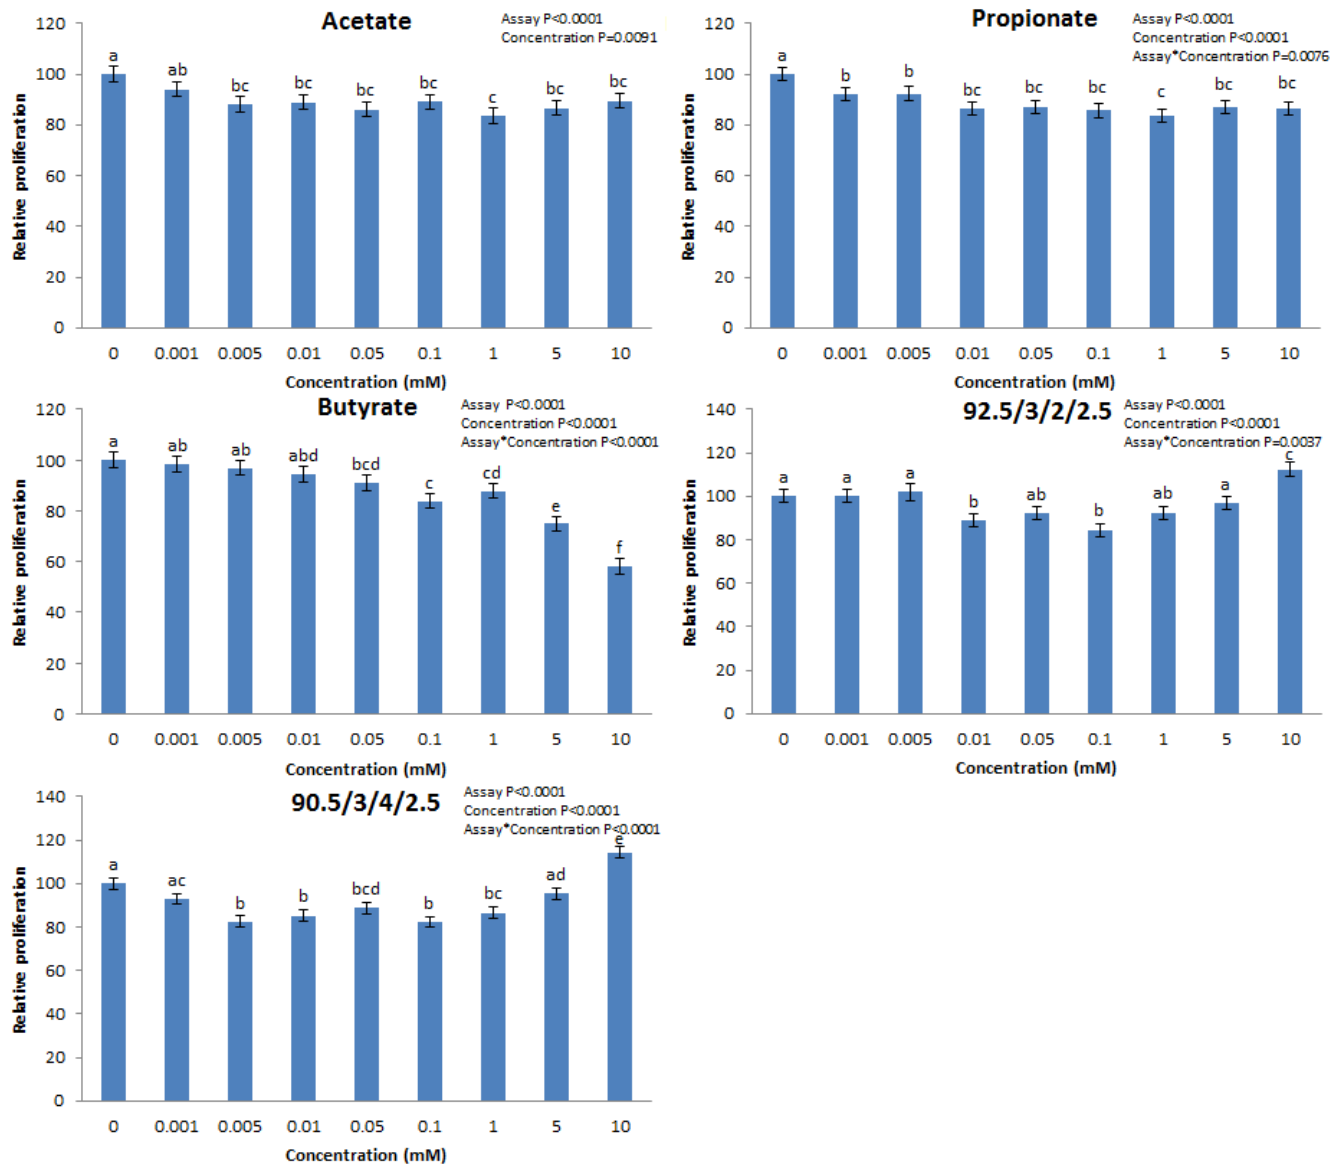 Acetate
Assay P<0.0001
Concentration P=0.0091
120
100
80
60
40
20
0
Relative proliferation
a
ab
bc
bc
bc
bc
c
bc
bc
0 0.001 0.005 0.01 0.05 0.1 1 5 10
Concentration (mM)
Propionate
Assay P<0.0001
Concentration P<0.0001
Assay*Concentration P=0.0076
120
100
80
60
40
20
0
Relative proliferation
a
b
b
bc
bc
bc
c
bc
bc
0 0.001 0.005 0.01 0.05 0.1 1 5 10
Concentration (mM)
Butyrate
Assay P<0.0001
Concentration P<0.0001
Assay*Concentration P<0.0001
120
100
80
60
40
20
0
Relative proliferation
a
ab
ab
abd
bcd
c
cd
e
f
0 0.001 0.005 0.01 0.05 0.1 1 5 10
Concentration (mM)
92.5/3/2/2.5
Assay P<0.0001
Concentration P<0.0001
Assay*Concentration P=0.0037
140
120
100
80
60
40
20
0
Relative proliferation
a
a
a
b
ab
b
ab
a
c
0 0.001 0.005 0.01 0.05 0.1 1 5 10
Concentration (mM)
90.5/3/4/2.5
Assay P<0.0001
Concentration P<0.0001
Assay*Concentration P<0.0001
140
120
100
80
60
40
20
0
Relative proliferation
a
ac
b
b
bcd
b
bc
ad
e
0 0.001 0.005 0.01 0.05 0.1 1 5 10
Concentration (mM)